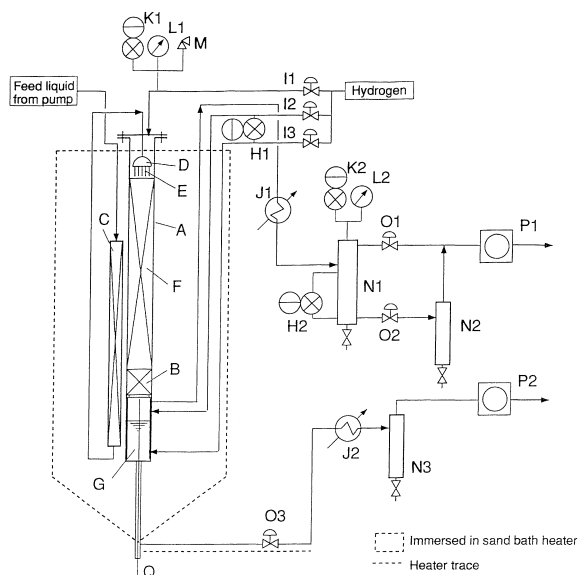 K1
L1
M
Feed liquid
from pump
I1
Hydrogen
I2
I3
H1
D
E
K2
L2
C
A
J1
O1
P1
F
N1
H2
O2
N2
B
P2
G
J2
N3
O3
Immersed in sand bath heater
Heater trace
Q